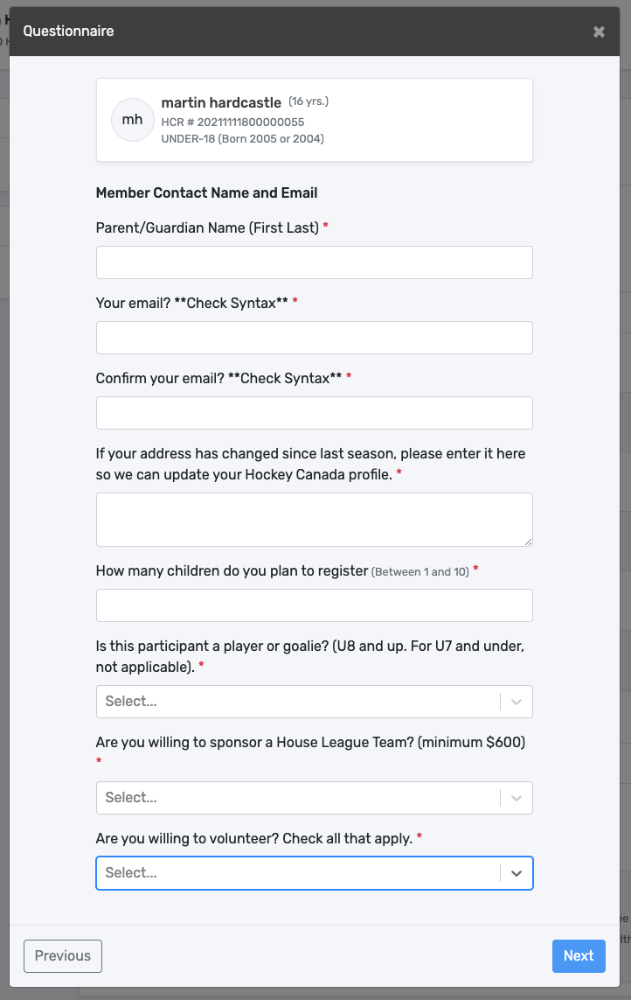 Questionnaire
mh
martin hardcastle (16 yrs.)
HCR # 20211111800000055
UNDER-18 (Born 2005 or 2004)
Member Contact Name and Email
Parent/Guardian Name (First Last) *
Your email? **Check Syntax** *
Confirm your email? **Check Syntax** *
If your address has changed since last season, please enter it here
so we can update your Hockey Canada profile. *
How many children do you plan to register (Between 1 and 10) *
Is this participant a player or goalie? (U8 and up. For U7 and under,
not applicable). *
Select...
Are you willing to sponsor a House League Team? (minimum $600)
*
Select...
Are you willing to volunteer? Check all that apply. *
Select...
Previous
Next